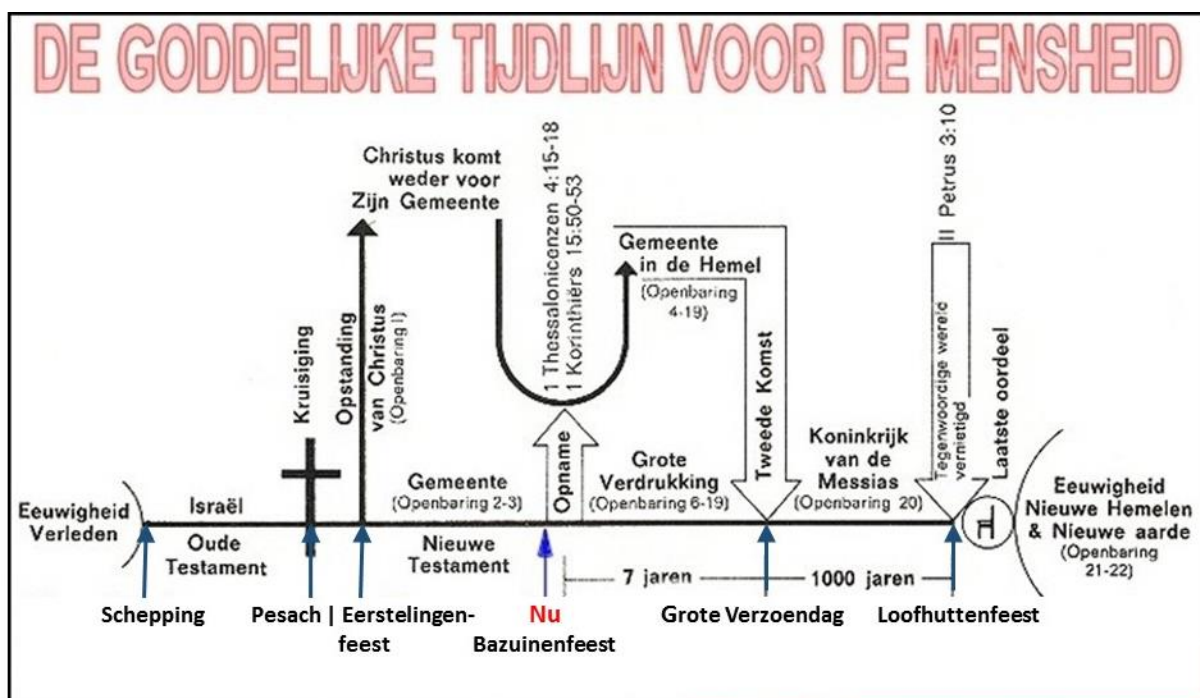 DE GODDELIJKE TIJDLIJN VOOR DE MENSHEID
Christus komt
weder voor
Zijn Gemeente
1 Thessalonicenzen 4:15-18
1 Korinthiërs 15:50-53
II Petrus 3:10
Gemeente
in de Hemel
(Openbaring
4-19)
Kruisiging
Opstanding
van Christus
(Openbaring I)
Opname
Tweede Komst
Tegenwoordige wereld
vernietigd
Laatste oordeel
Eeuwigheid
Verleden
Israël
Oude
Testament
Gemeente
(Openbaring 2-3)
Nieuwe
Testament
Grote
Verdrukking
(Openbaring 6-19)
Koninkrijk
van de
Messias
(Openbaring 20)
Eeuwigheid
Nieuwe Hemelen
& Nieuwe aarde
(Openbaring
21-22)
7 jaren
1000 jaren
Schepping
Pesach | Eerstelingen-
feest
Nu
Bazuinenfeest
Grote Verzoendag
Loofhuttenfeest